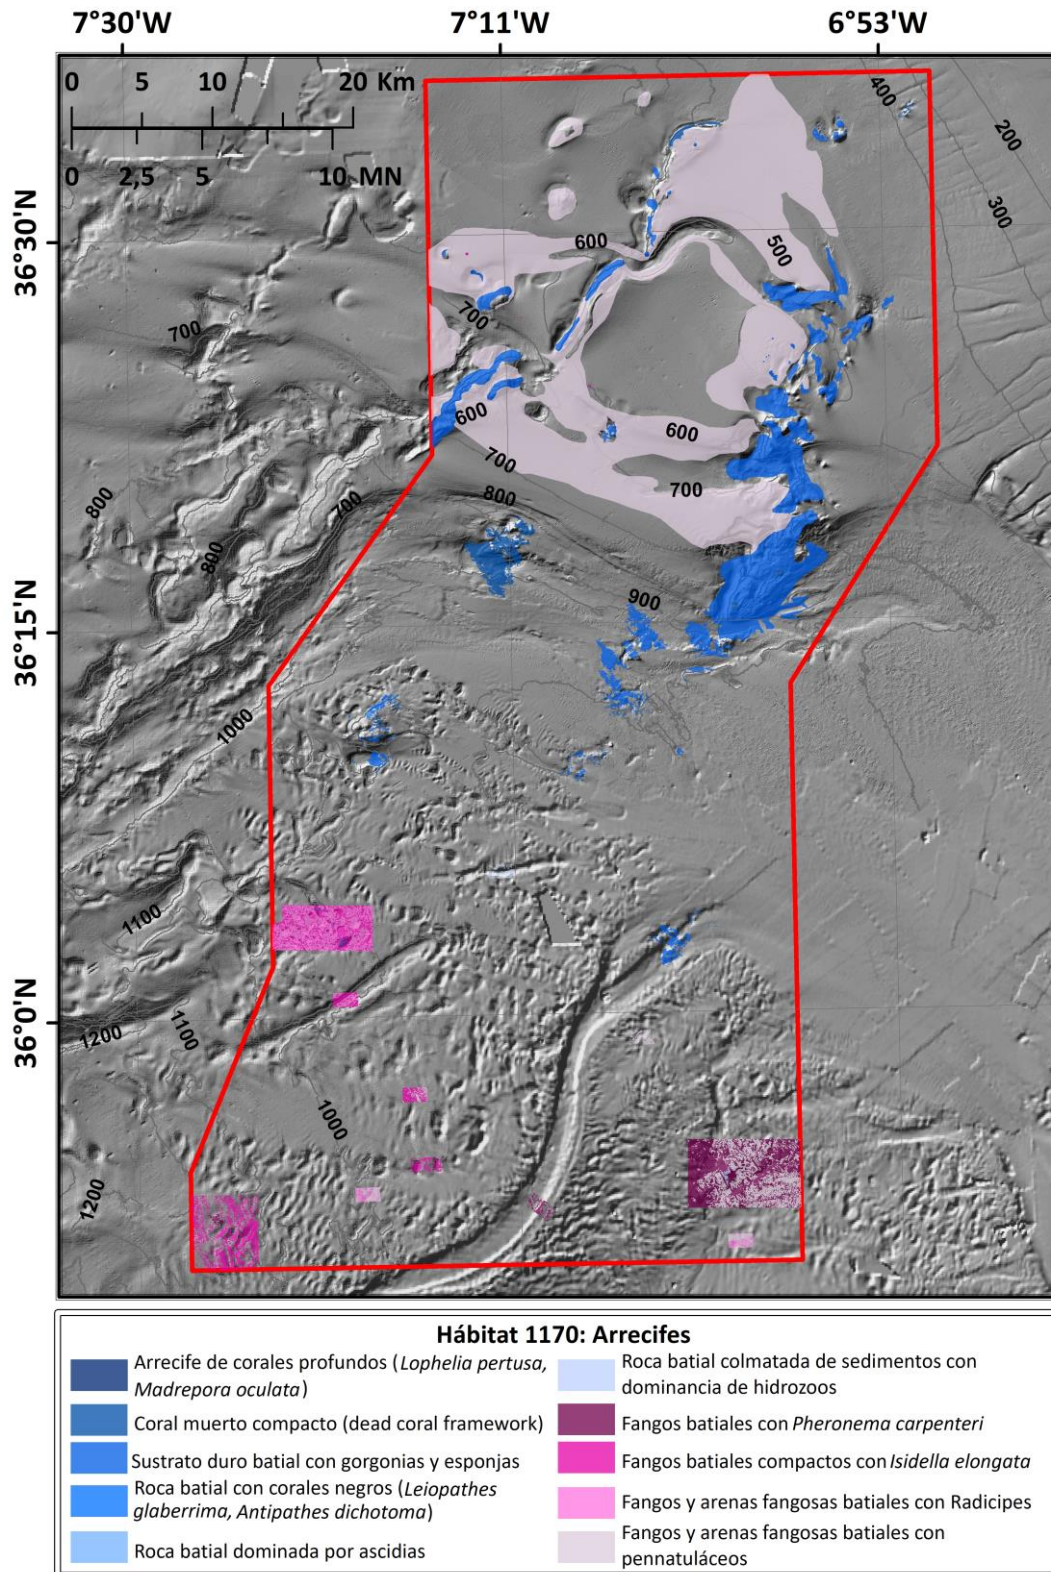 7°30'W 7°11'W 6°53'W
0 5 10 20 Km
0 2,5 5 10 MN
400
200
300
36°30'N
600
500
700
700
600
600
700
700
800
700
800
800
900
36°15'N
1000
1100
36°0'N
1200
1100
1000
1200
Hábitat 1170: Arrecifes
Arrecife de corales profundos (Lophelia pertusa,
Madrepora oculata)
Coral muerto compacto (dead coral framework)
Sustrato duro batial con gorgonias y esponjas
Roca batial con corales negros (Leiopathes
glaberrima, Antipathes dichotoma)
Roca batial dominada por ascidias
Roca batial colmatada de sedimentos con
dominancia de hidrozoos
Fangos batiales con Pheronema carpenteri
Fangos batiales compactos con Isidella elongata
Fangos y arenas fangosas batiales con Radicipes
Fangos y arenas fangosas batiales con
pennatuláceos